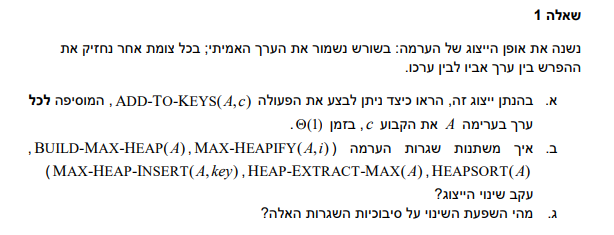 שאלה 1
נשנה את אופן הייצוג של הערמה: בשורש נשמור את הערך האמיתי; בכל צומת אחר נחזיק את
ההפרש בין ערך אביו לבין ערכו.
א. בהנתן ייצוג זה, הראו כיצד ניתן לבצע את הפעולה ADD-TO-KEYS(A,c), המוסיפה לכל
ערך בערימה A את הקבוע c, בזמן Θ(1).
ב. איך משתנות שגרות הערמה (BUILD-MAX-HEAP(A), MAX-HEAPIFY(A,i),
(MAX-HEAP-INSERT(A,key), HEAP-EXTRACT-MAX(A), HEAPSORT(A)
עקב שינוי הייצוג?
ג. מהי השפעת השינוי על סיבוכיות השגרות האלה?